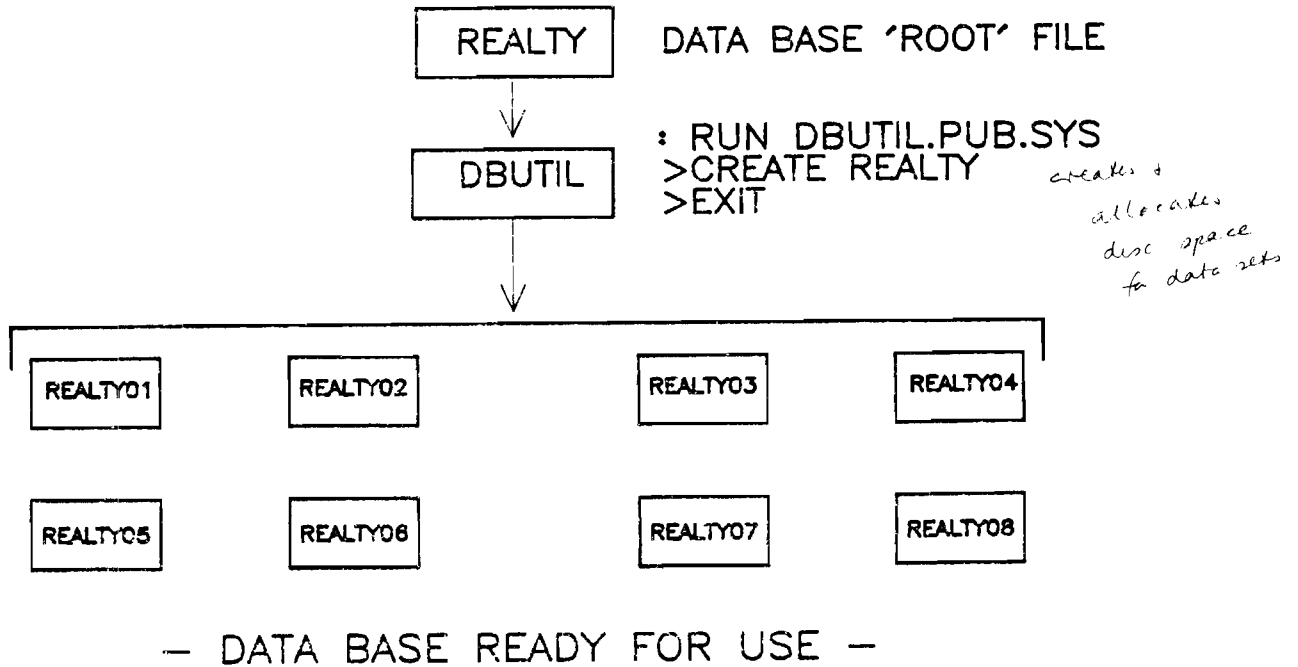 REALTY DATA BASE 'ROOT' FILE
: RUN DBUTIL.PUB.SYS
DBUTIL >CREATE REALTY
>EXIT
creates +
allocates
disc space
for data sets
REALTY01 REALTY02 REALTY03 REALTY04
REALTY05 REALTY06 REALTY07 REALTY08
— DATA BASE READY FOR USE —